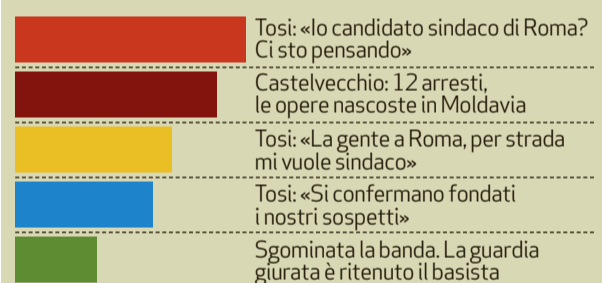 Tosi: «Io candidato sindaco di Roma?
Ci sto pensando»
Castelvecchio: 12 arresti,
le opere nascoste in Moldavia
Tosi: «La gente a Roma, per strada
mi vuole sindaco»
Tosi: «Si confermano fondati
i nostri sospetti»
Sgominata la banda. La guardia
giurata è ritenuto il basista